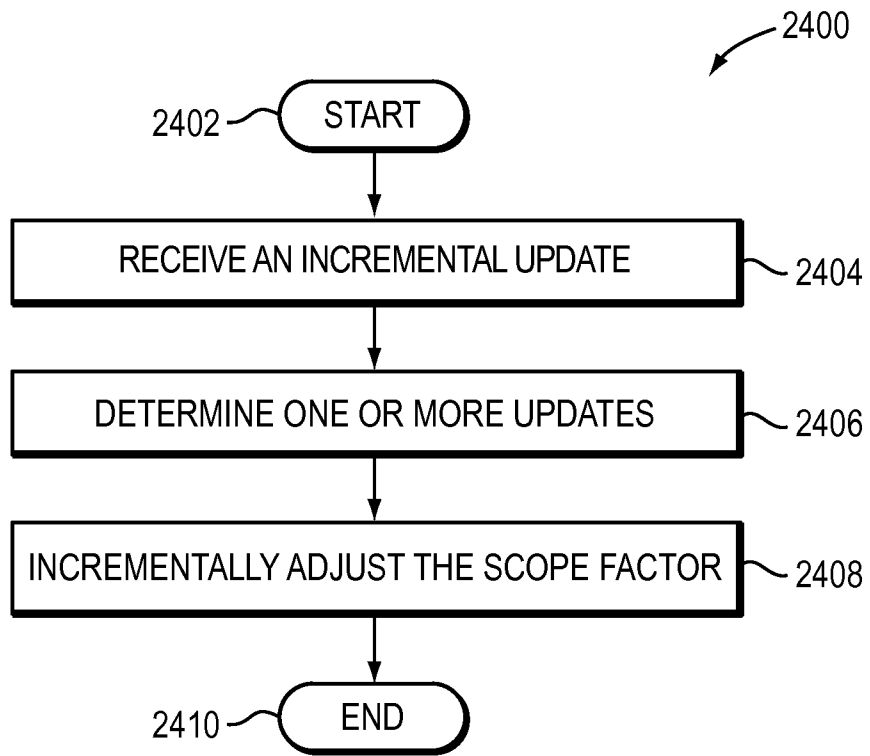 2400
2402
START
RECEIVE AN INCREMENTAL UPDATE
2404
DETERMINE ONE OR MORE UPDATES
2406
INCREMENTALLY ADJUST THE SCOPE FACTOR
2408
2410
END